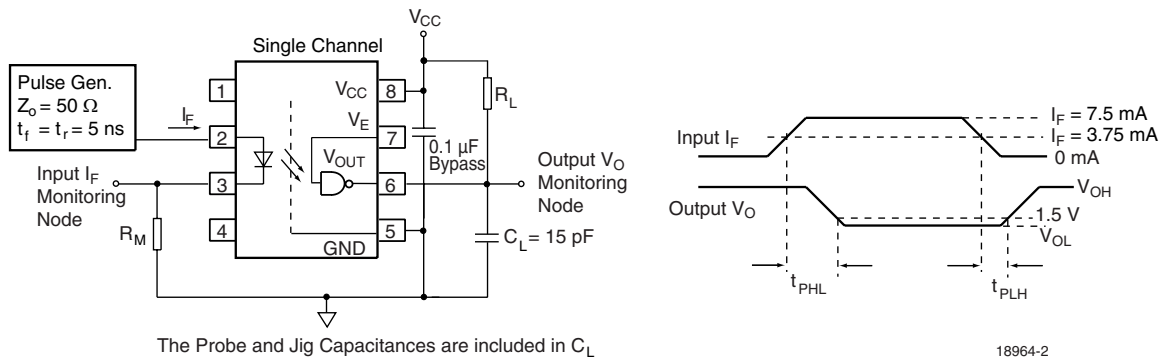 V_CC
Single Channel
Pulse Gen.
Z_o = 50 Ω
t_f = t_r = 5 ns
I_F
1
2
3
4
V_CC
V_E
V_OUT
GND
8
7
6
5
R_L
0.1 µF
Bypass
Input I_F
Monitoring
Node
R_M
Output V_O
Monitoring
Node
C_L = 15 pF
The Probe and Jig Capacitances are included in C_L
Input I_F
I_F = 7.5 mA
I_F = 3.75 mA
0 mA
Output V_O
V_OH
1.5 V
V_OL
t_PHL
t_PLH
18964-2